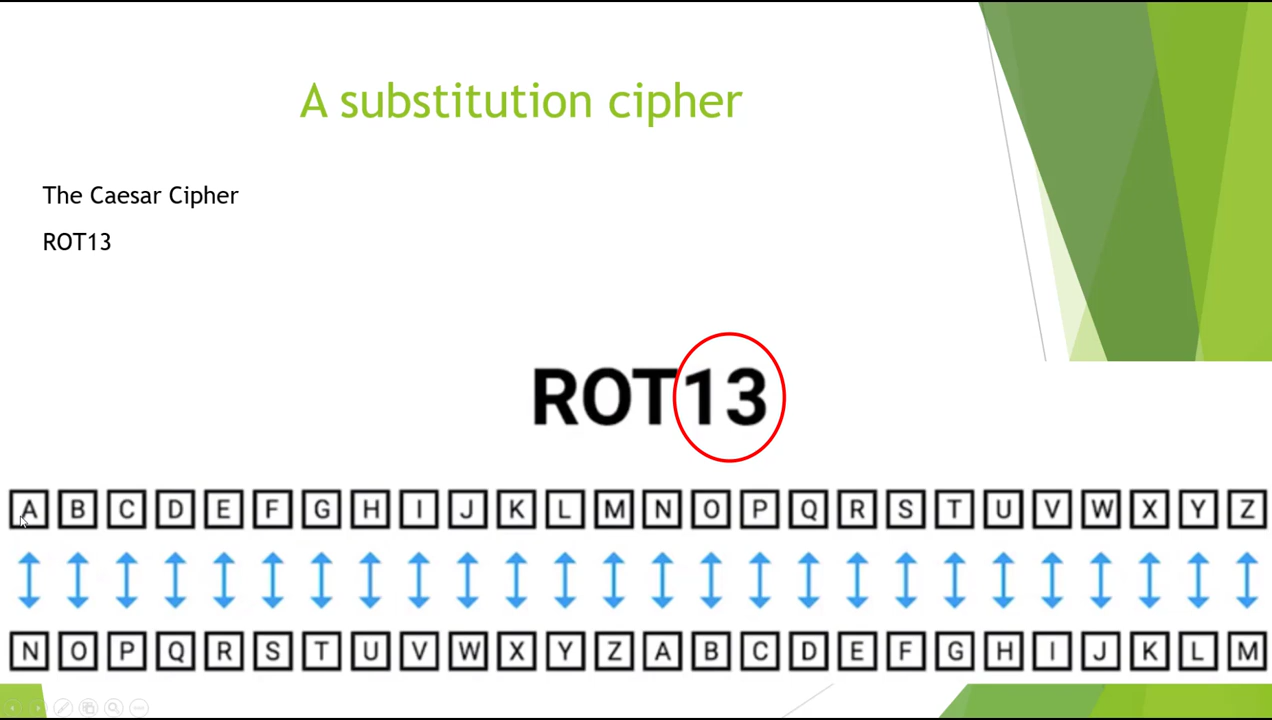 A substitution cipher
The Caesar Cipher
ROT13
ROT13
A B C D E F G H I J K L M N O P Q R S T U V W X Y Z
N O P Q R S T U V W X Y Z A B C D E F G H I J K L M